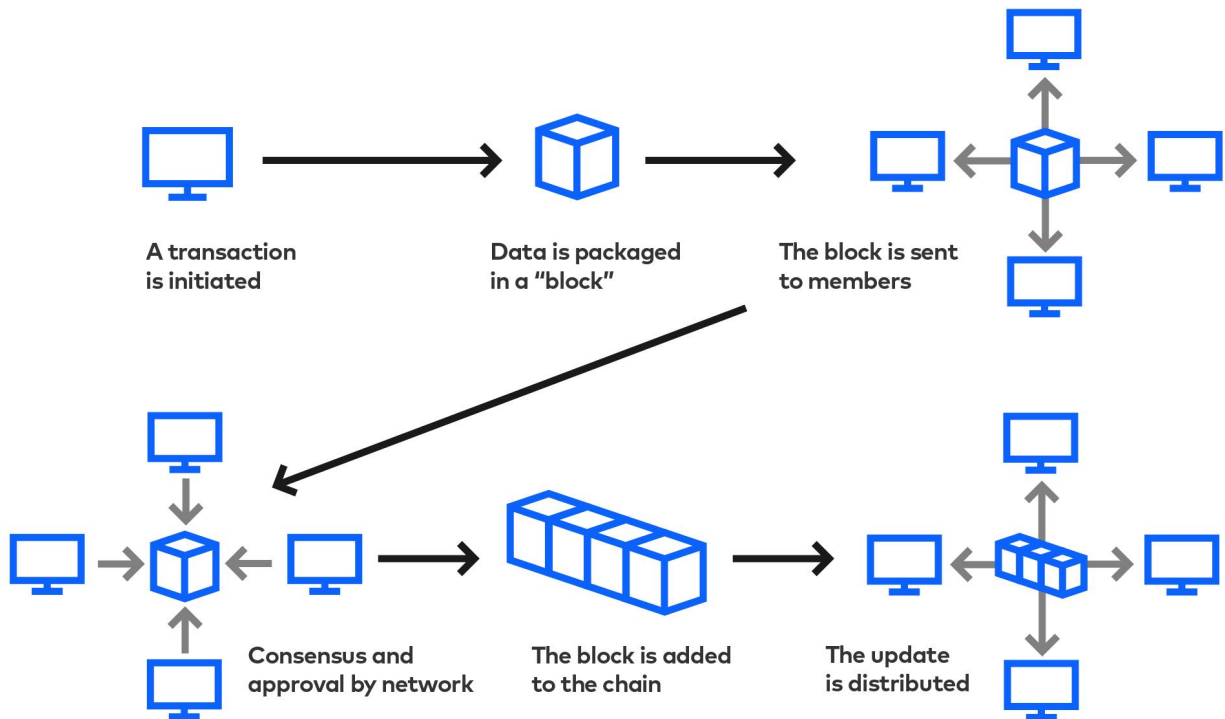 A transaction
is initiated
Data is packaged
in a “block”
The block is sent
to members
Consensus and
approval by network
The block is added
to the chain
The update
is distributed